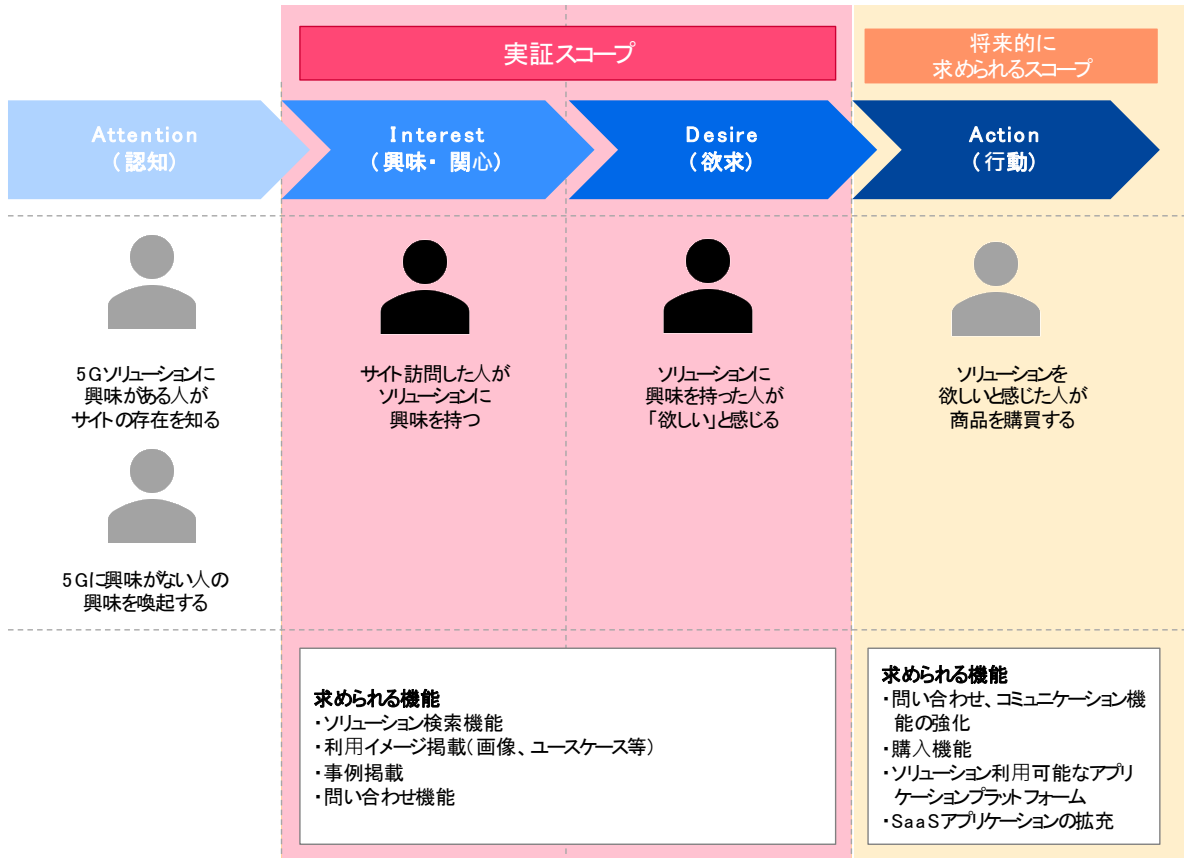 実証スコープ
将来的に
求められるスコープ
Attention
(認知)
Interest
(興味・関心)
Desire
(欲求)
Action
(行動)
5Gソリューションに
興味がある人が
サイトの存在を知る
サイト訪問した人が
ソリューションに
興味を持つ
ソリューションに
興味を持った人が
「欲しい」と感じる
ソリューションを
欲しいと感じた人が
商品を購買する
5Gに興味がない人の
興味を喚起する
求められる機能
・ソリューション検索機能
・利用イメージ掲載(画像、ユースケース等)
・事例掲載
・問い合わせ機能
求められる機能
・問い合わせ、コミュニケーション機
能の強化
・購入機能
・ソリューション利用可能なアプリ
ケーションプラットフォーム
・SaaSアプリケーションの拡充